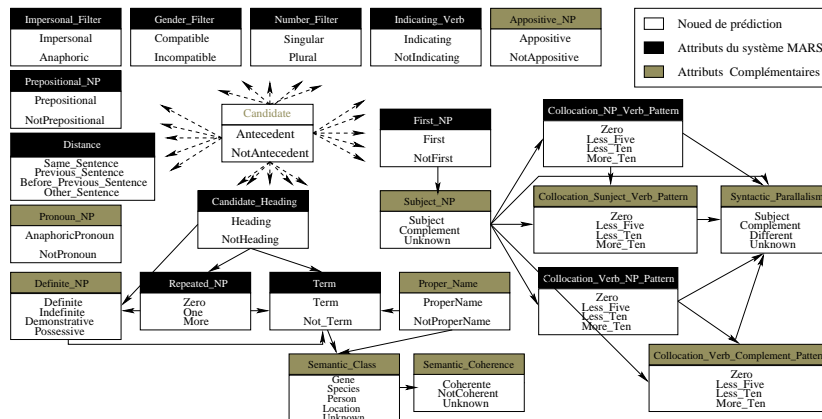 Impersonal_Filter
Impersonal
Anaphoric
Gender_Filter
Compatible
Incompatible
Number_Filter
Singular
Plural
Indicating_Verb
Indicating
NotIndicating
Appositive_NP
Appositive
NotAppositive
Noued de prédiction
Attributs du système MARS
Attributs Complémentaires
Prepositional_NP
Prepositional
NotPrepositional
Candidate
Antecedent
NotAntecedent
First_NP
First
NotFirst
Collocation_NP_Verb_Pattern
Zero
Less_Five
Less_Ten
More_Ten
Distance
Same_Sentence
Previous_Sentence
Before_Previous_Sentence
Other_Sentence
Candidate_Heading
Heading
NotHeading
Subject_NP
Subject
Complement
Unknown
Collocation_Sunject_Verb_Pattern
Zero
Less_Five
Less_Ten
More_Ten
Syntactic_Parallalism
Subject
Complement
Different
Unknown
Pronoun_NP
AnaphoricPronoun
NotPronoun
Definite_NP
Definite
Indefinite
Demonstrative
Possessive
Repeated_NP
Zero
One
More
Term
Term
Not_Term
Proper_Name
ProperName
NotProperName
Collocation_Verb_NP_Pattern
Zero
Less_Five
Less_Ten
More_Ten
Semantic_Class
Gene
Species
Person
Location
Unknown
Semantic_Coherence
Coherente
NotCoherent
Unknown
Collocation_Verb_Complement_Pattern
Zero
Less_Five
Less_Ten
More_Ten